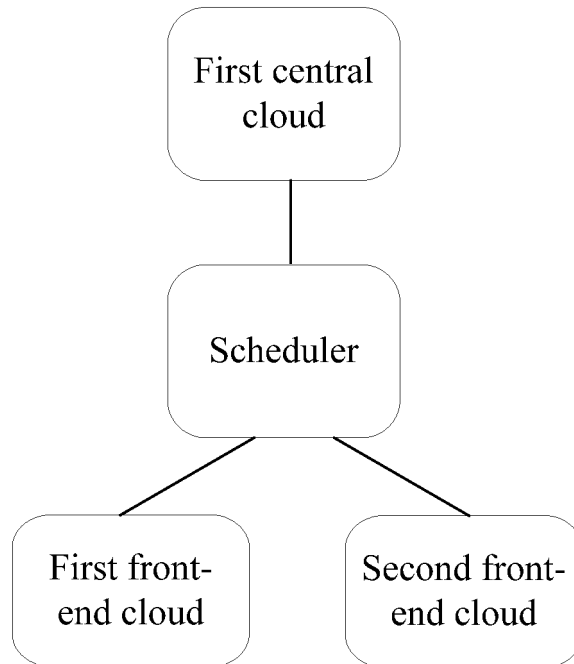 First central
cloud
Scheduler
First front-
end cloud
Second front-
end cloud